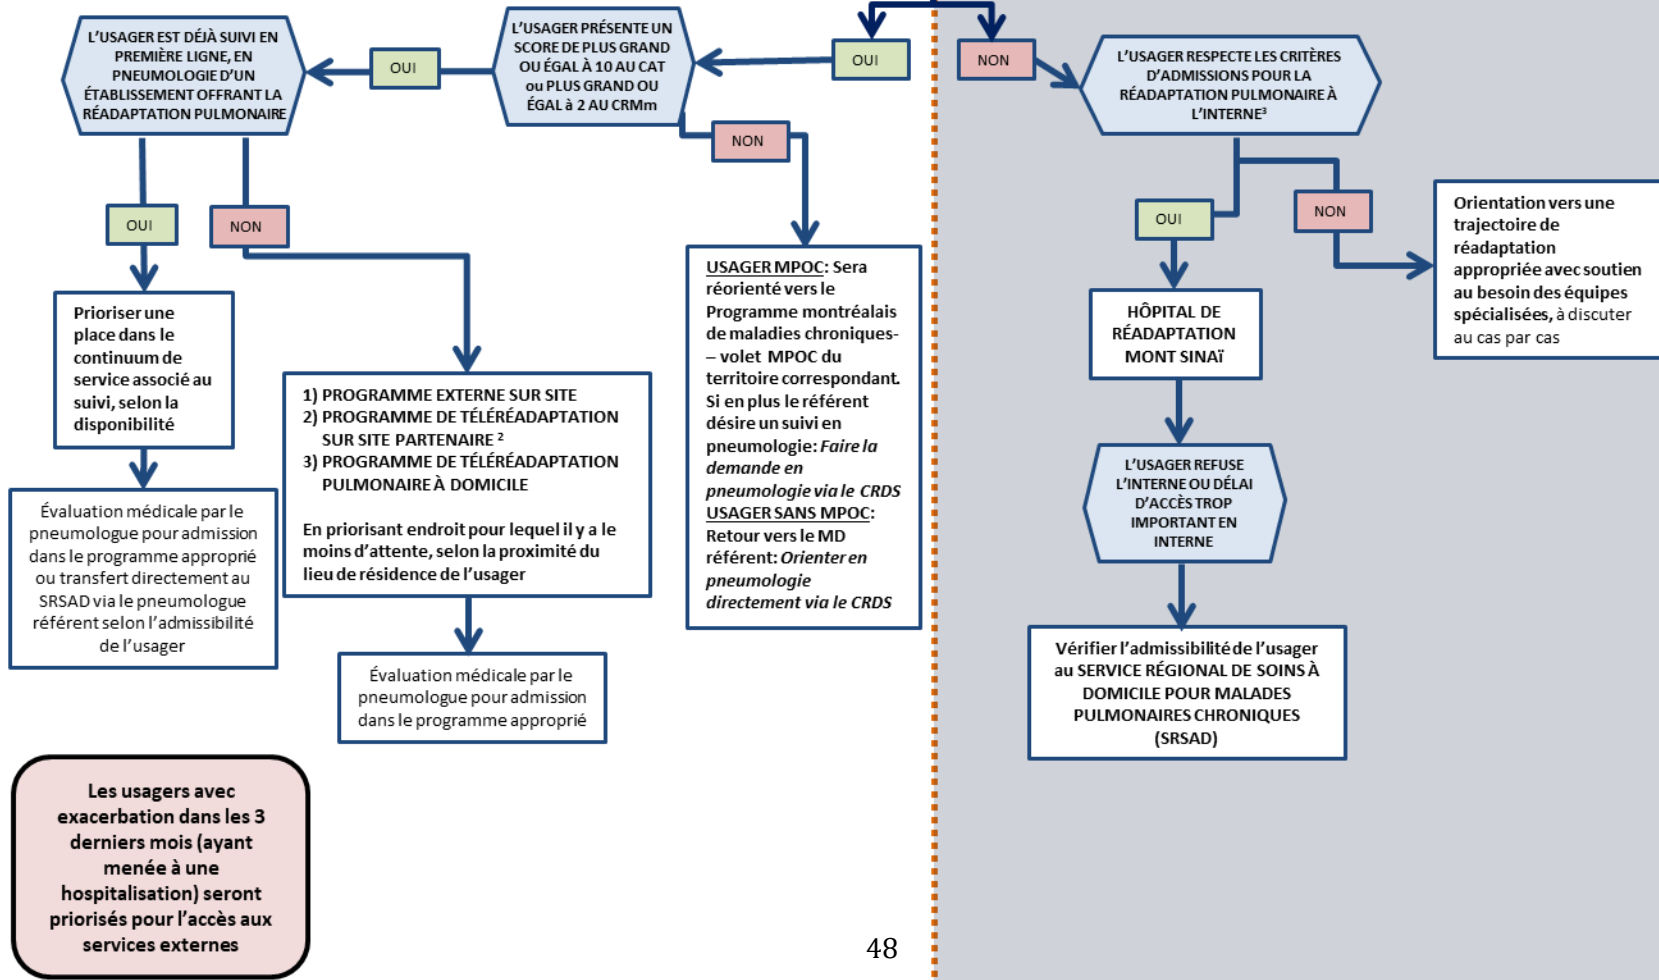 L'USAGER EST DÉJÀ SUIVI EN
PREMIÈRE LIGNE, EN
PNEUMOLOGIE D'UN
ÉTABLISSEMENT OFFRANT LA
RÉADAPTATION PULMONAIRE
OUI
L'USAGER PRÉSENTE UN
SCORE DE PLUS GRAND
OU ÉGAL À 10 AU CAT
ou PLUS GRAND OU
ÉGAL à 2 AU CRMm
OUI
NON
L'USAGER RESPECTE LES CRITÈRES
D'ADMISSIONS POUR LA
RÉADAPTATION PULMONAIRE À
L'INTERNE³
NON
OUI
NON
OUI
NON
Prioriser une
place dans le
continuum de
service associé au
suivi, selon la
disponibilité
Évaluation médicale par le
pneumologue pour admission
dans le programme approprié
ou transfert directement au
SRSAD via le pneumologue
référent selon l'admissibilité
de l'usager
1) PROGRAMME EXTERNE SUR SITE
2) PROGRAMME DE TÉLÉRÉADAPTATION
SUR SITE PARTENAIRE ²
3) PROGRAMME DE TÉLÉRÉADAPTATION
PULMONAIRE À DOMICILE
En priorisant endroit pour lequel il y a le
moins d'attente, selon la proximité du
lieu de résidence de l'usager
Évaluation médicale par le
pneumologue pour admission
dans le programme approprié
USAGER MPOC: Sera
réorienté vers le
Programme montréalais
de maladies chroniques-
– volet MPOC du
territoire correspondant.
Si en plus le référent
désire un suivi en
pneumologie: Faire la
demande en
pneumologie via le CRDS
USAGER SANS MPOC:
Retour vers le MD
référent: Orienter en
pneumologie
directement via le CRDS
HÔPITAL DE
RÉADAPTATION
MONT SINAï
L'USAGER REFUSE
L'INTERNE OU DÉLAI
D'ACCÈS TROP
IMPORTANT EN
INTERNE
Vérifier l'admissibilité de l'usager
au SERVICE RÉGIONAL DE SOINS À
DOMICILE POUR MALADES
PULMONAIRES CHRONIQUES
(SRSAD)
Orientation vers une
trajectoire de
réadaptation
appropriée avec soutien
au besoin des équipes
spécialisées, à discuter
au cas par cas
Les usagers avec
exacerbation dans les 3
derniers mois (ayant
menée à une
hospitalisation) seront
priorisés pour l'accès aux
services externes
48